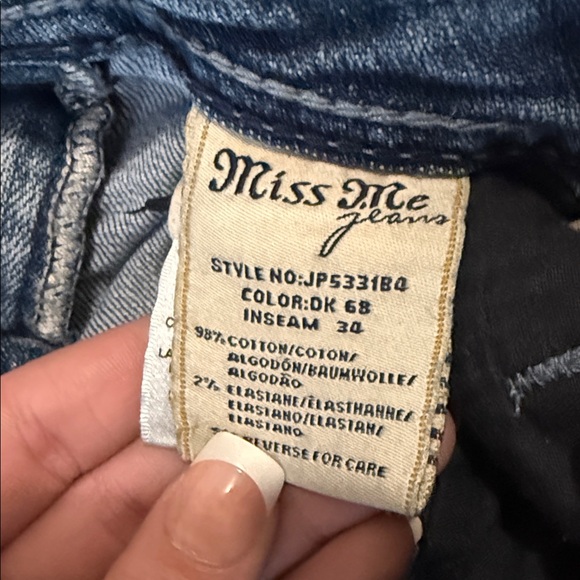 Miss Me
jeans
STYLE NO:JP5331B4
COLOR:DK 68
INSEAM 34
98% COTTON/COTON/
ALGODÓN/BAUMWOLLE/
ALGODÃO
2% ELASTANE/ÉLASTHANNE/
ELASTANO/ELASTAN/
ELASTANO
REVERSE FOR CARE